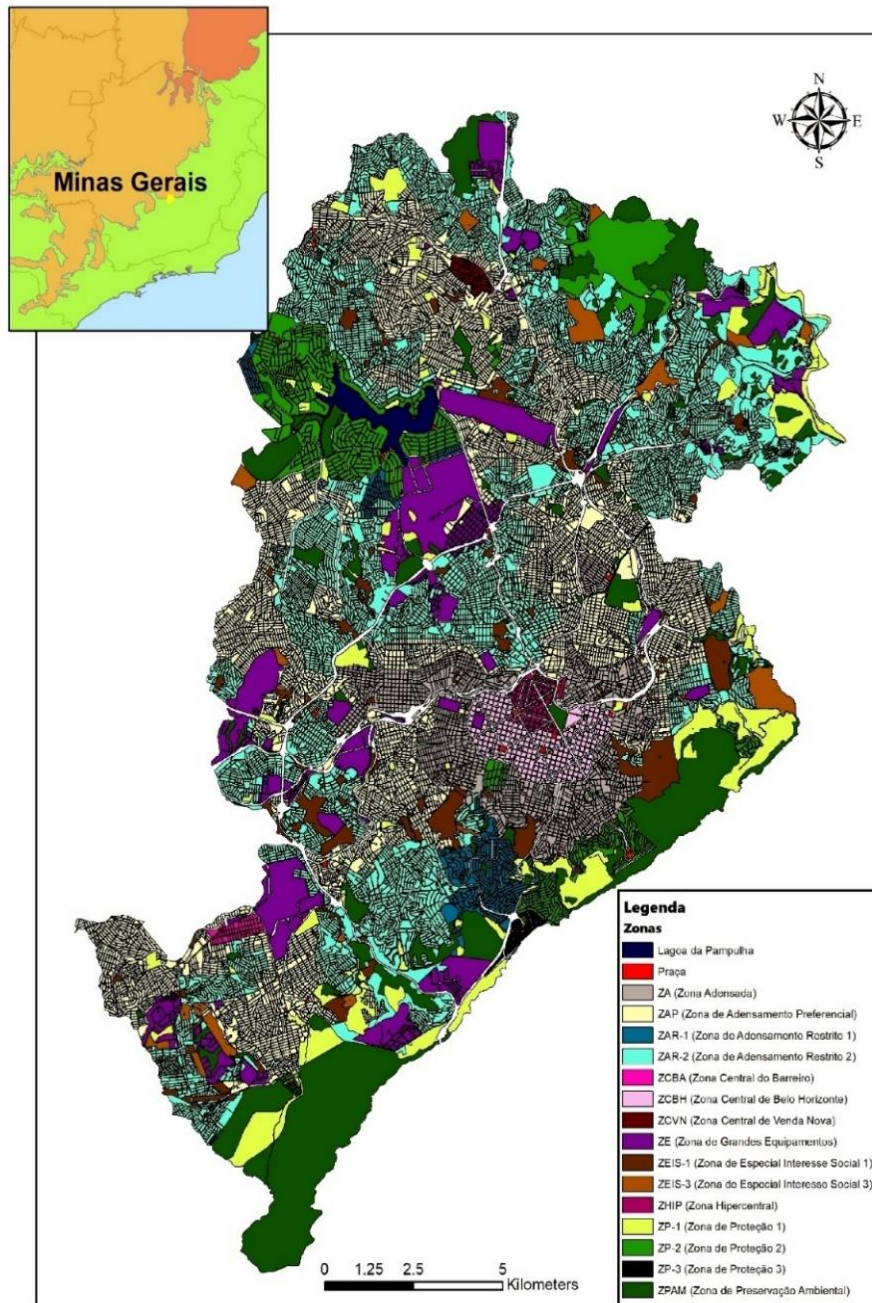 Minas Gerais
N
W E
S
0 1.25 2.5 5
Kilometers
Legenda
Zonas
Lagoa da Pampulha
Praça
ZA (Zona Adensada)
ZAP (Zona de Adensamento Preferencial)
ZAR-1 (Zona de Adonsamento Restrito 1)
ZAR-2 (Zona de Adensamento Restrito 2)
ZCBA (Zona Central do Barreiro)
ZCBH (Zona Central de Belo Horizonte)
ZCVN (Zona Central de Venda Nova)
ZE (Zona de Grandes Equipamentos)
ZEIS-1 (Zona de Especial Interesse Social 1)
ZEIS-3 (Zona de Especial Interesse Social 3)
ZHIP (Zona Hipercentral)
ZP-1 (Zona de Proteção 1)
ZP-2 (Zona de Proteção 2)
ZP-3 (Zona de Proteção 3)
ZPAM (Zona de Preservação Ambiental)